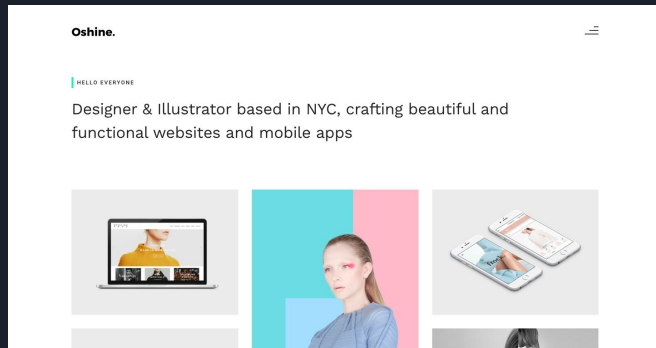 Oshine.
HELLO EVERYONE
Designer & Illustrator based in NYC, crafting beautiful and
functional websites and mobile apps